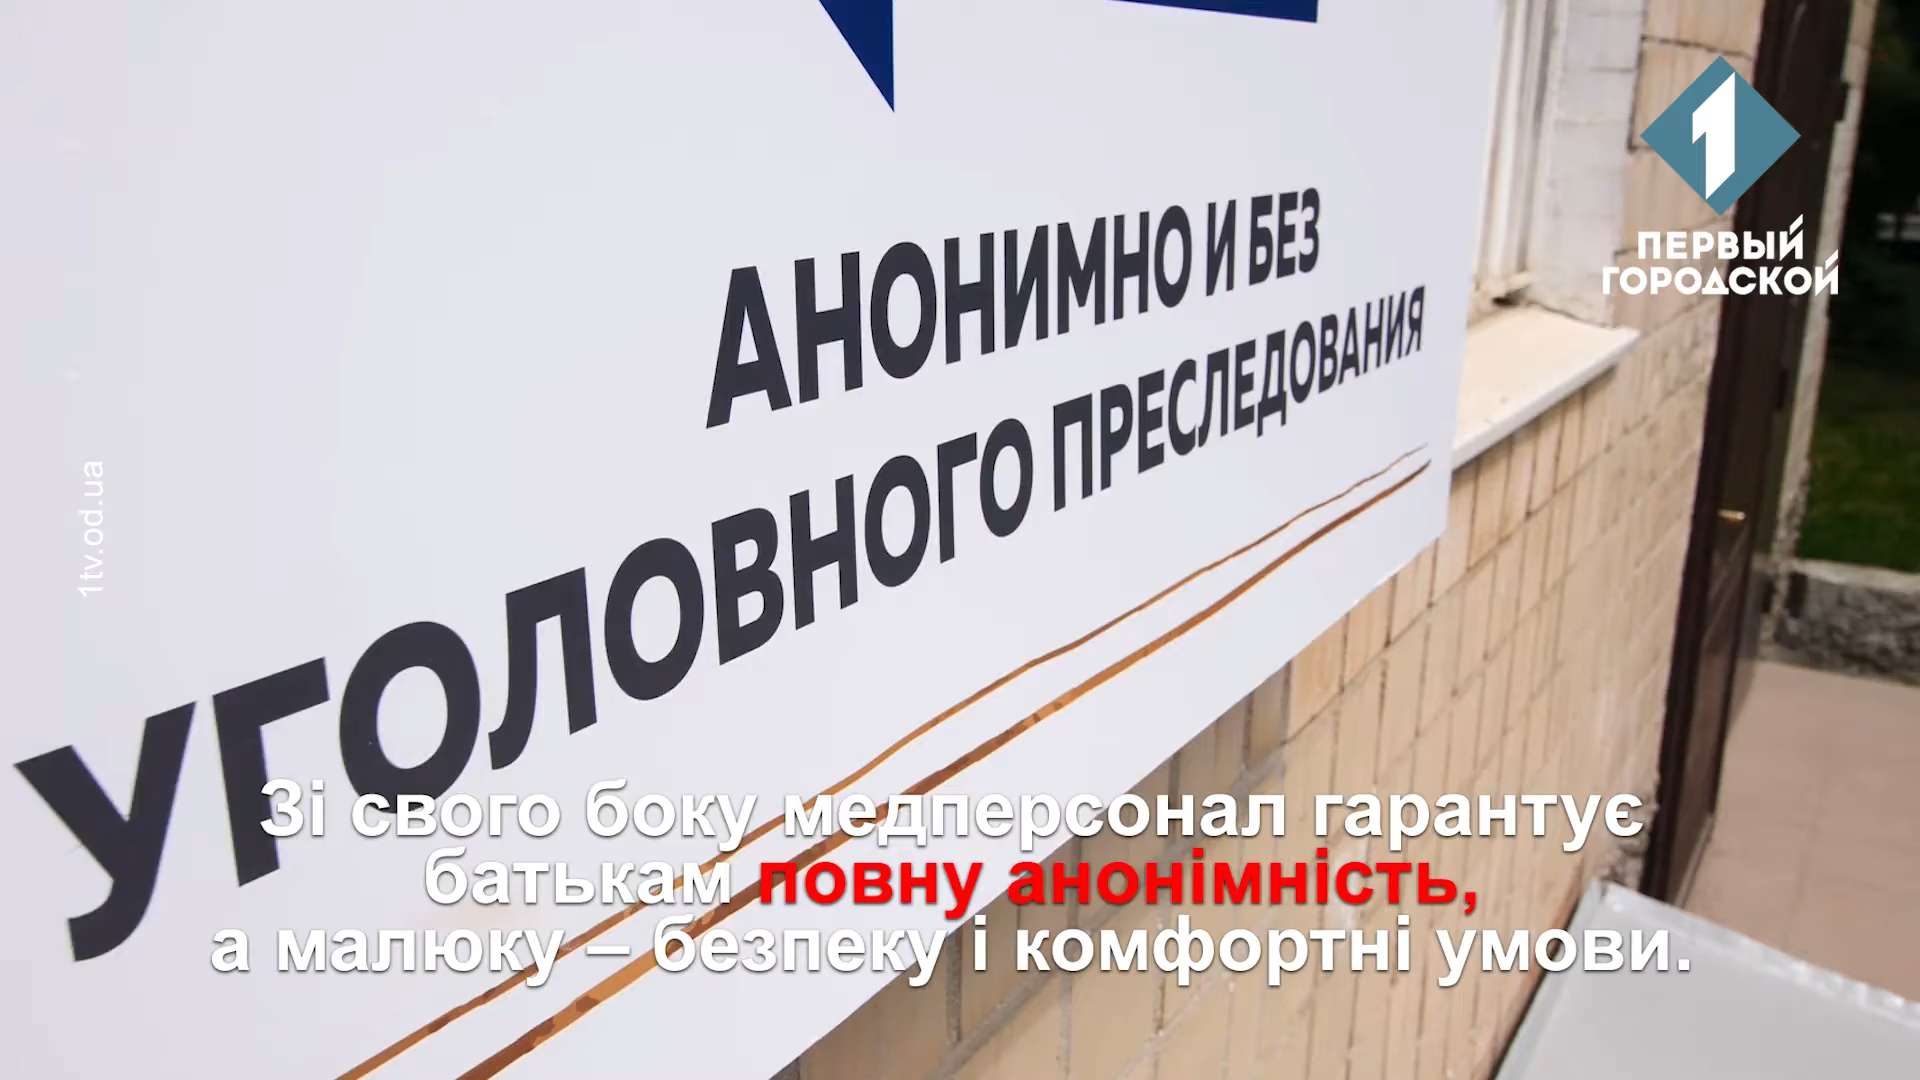 1
ПЕРВЫЙ
ГОРОДСКОЙ
АНОНИМНО И БЕЗ
УГОЛОВНОГО ПРЕСЛЕДОВАНИЯ
1tv.od.ua
Зі свого боку медперсонал гарантує
батькам повну анонімність,
а малюку – безпеку і комфортні умови.